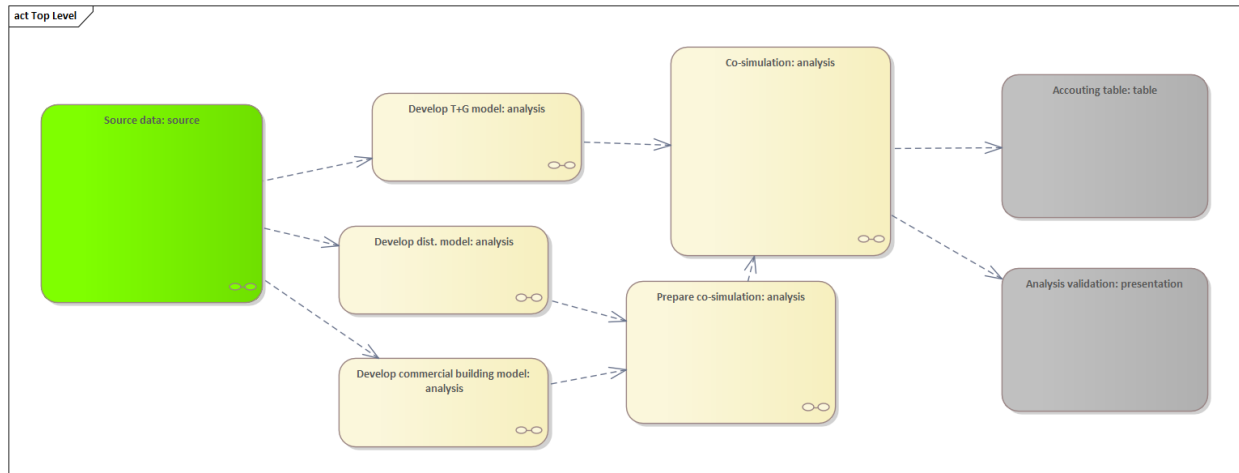 act Top Level
Source data: source
Develop T+G model: analysis
Develop dist. model: analysis
Develop commercial building model:
analysis
Co-simulation: analysis
Prepare co-simulation: analysis
Accouting table: table
Analysis validation: presentation